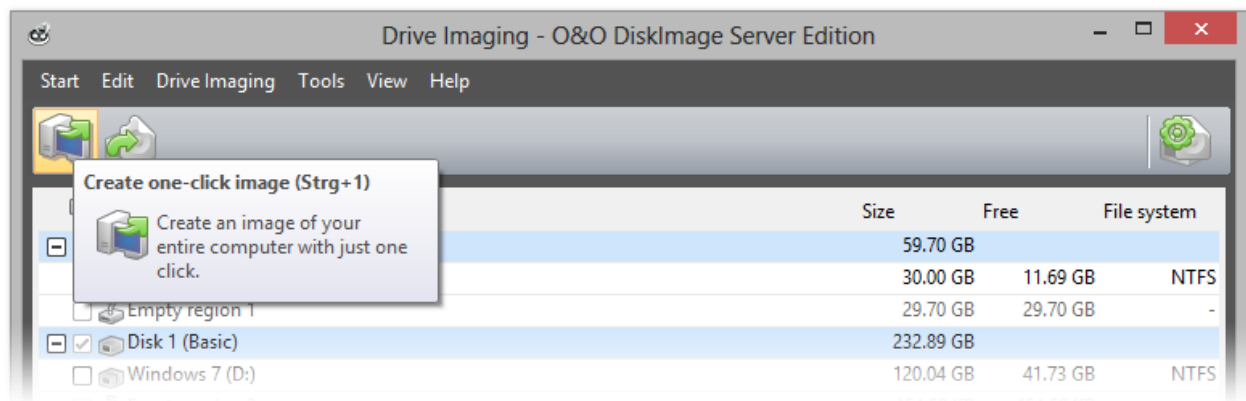 Drive Imaging - O&O DiskImage Server Edition
Start Edit Drive Imaging Tools View Help
Create one-click image (Strg+1)
Create an image of your
entire computer with just one
click.
Size Free File system
59.70 GB
30.00 GB 11.69 GB NTFS
Empty region 1 29.70 GB 29.70 GB -
Disk 1 (Basic) 232.89 GB
Windows 7 (D:) 120.04 GB 41.73 GB NTFS